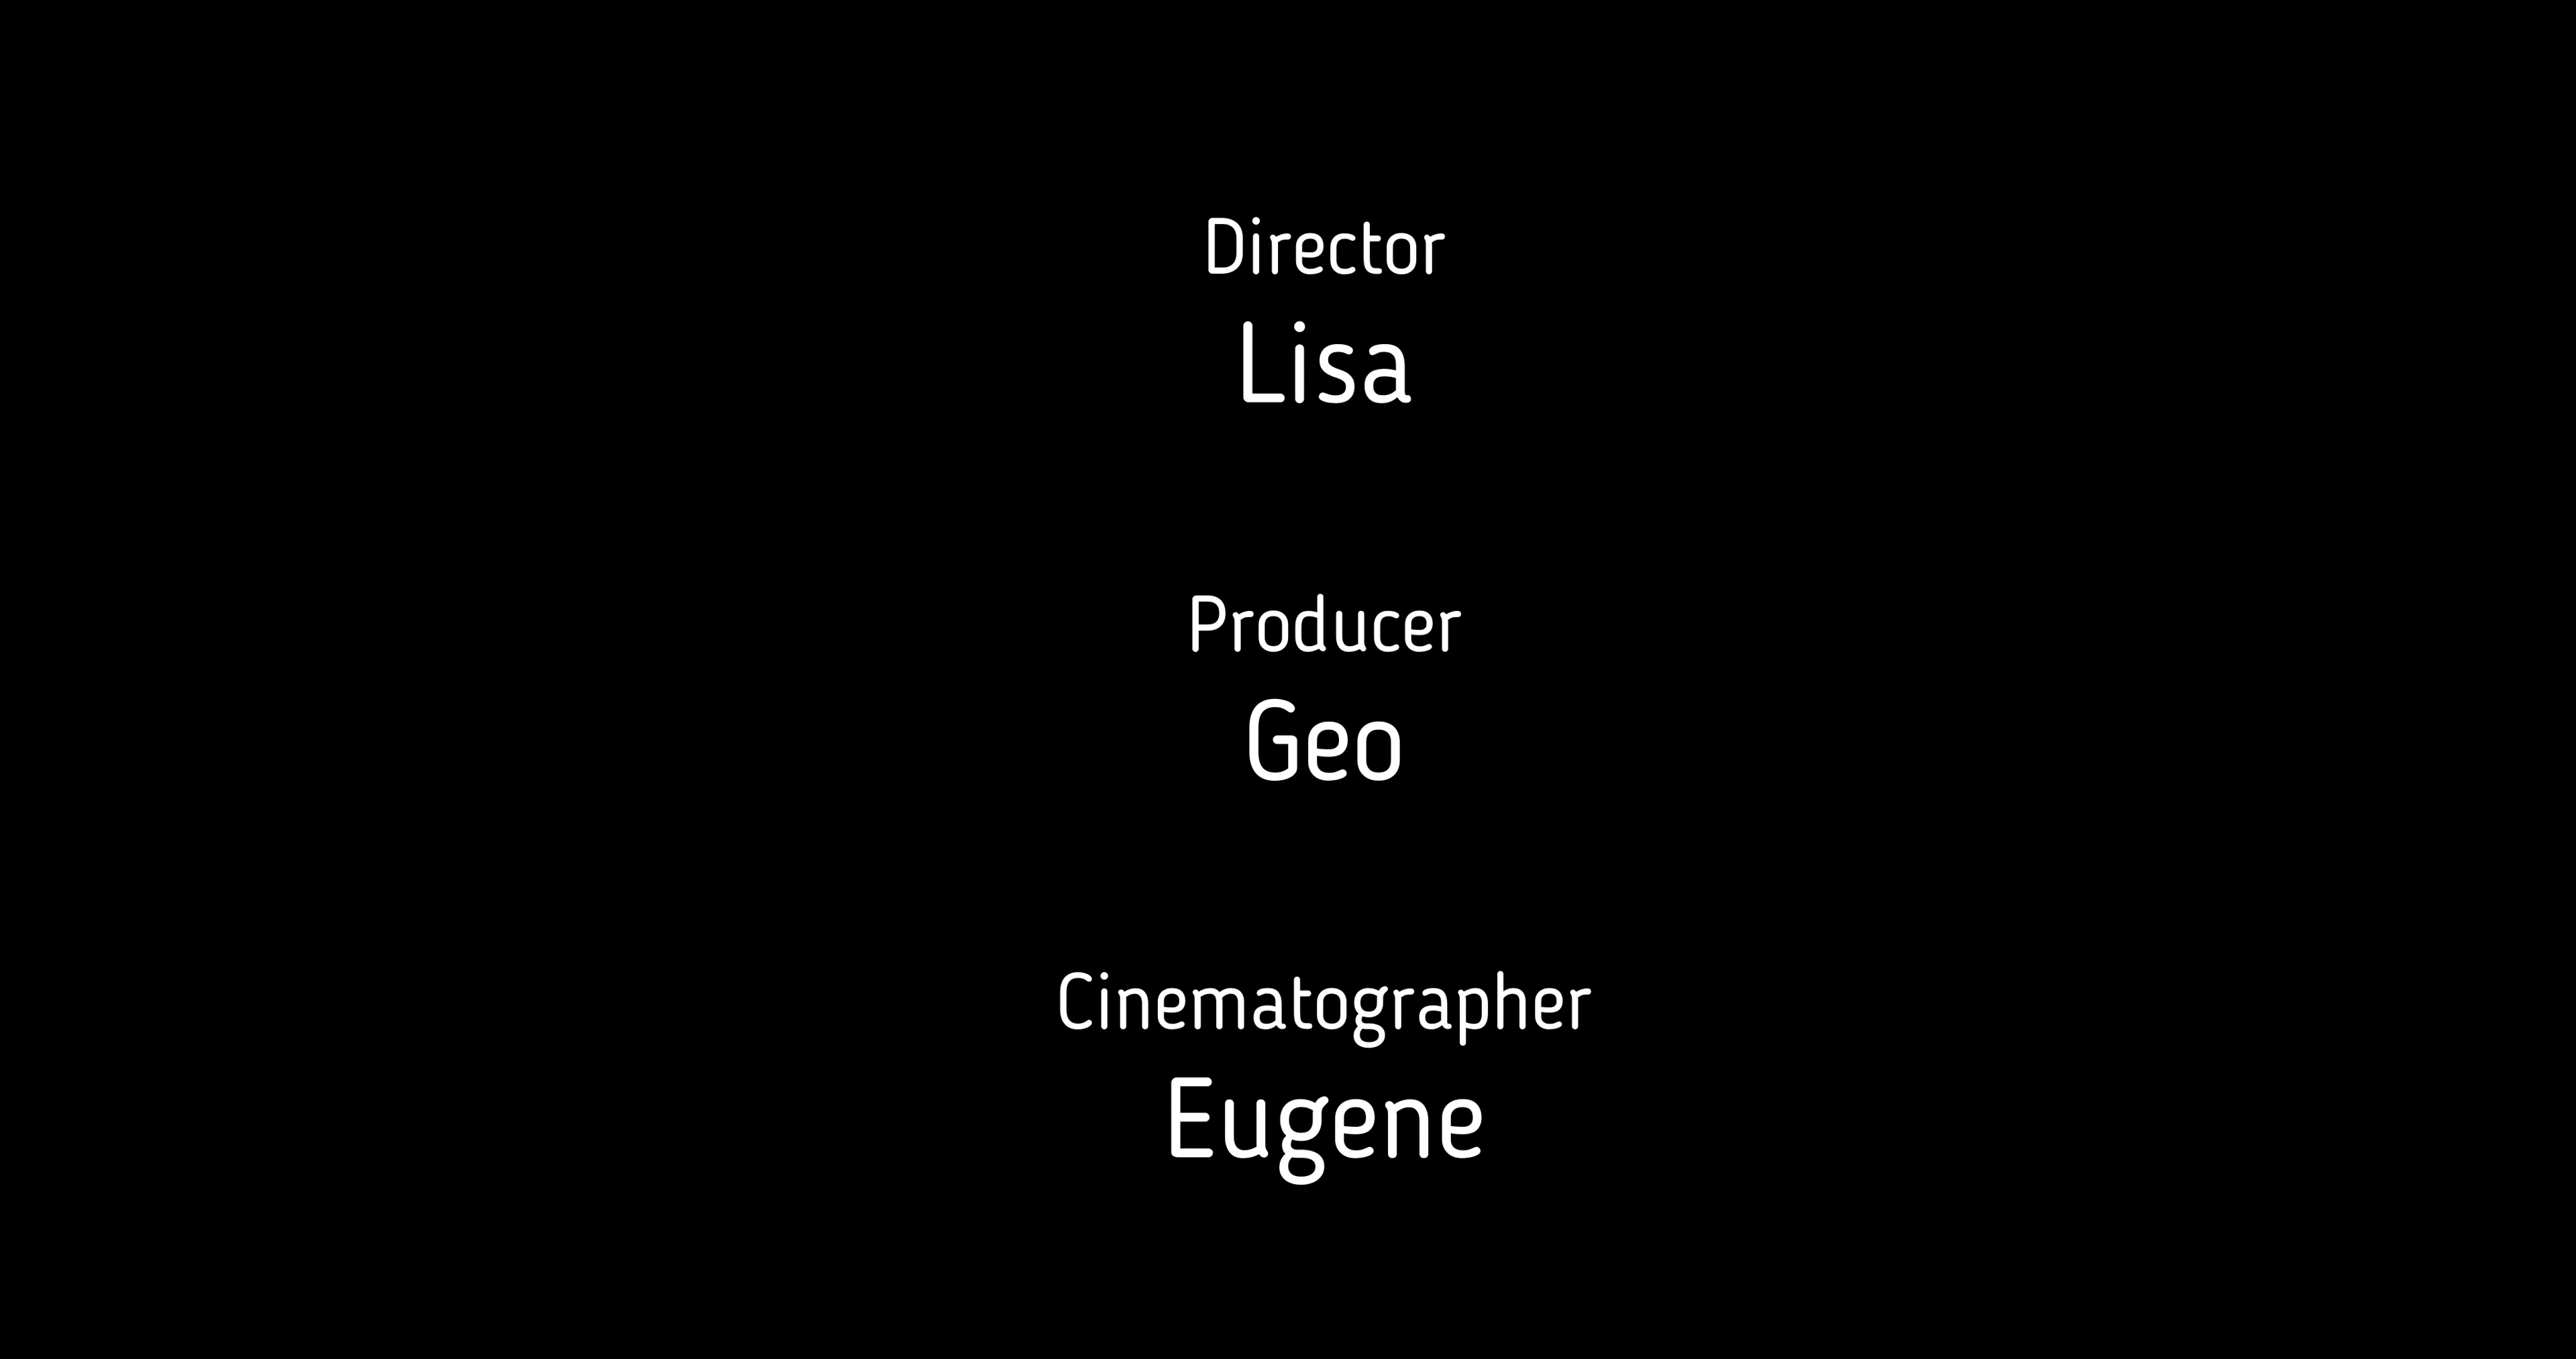 Director
Lisa
Producer
Geo
Cinematographer
Eugene